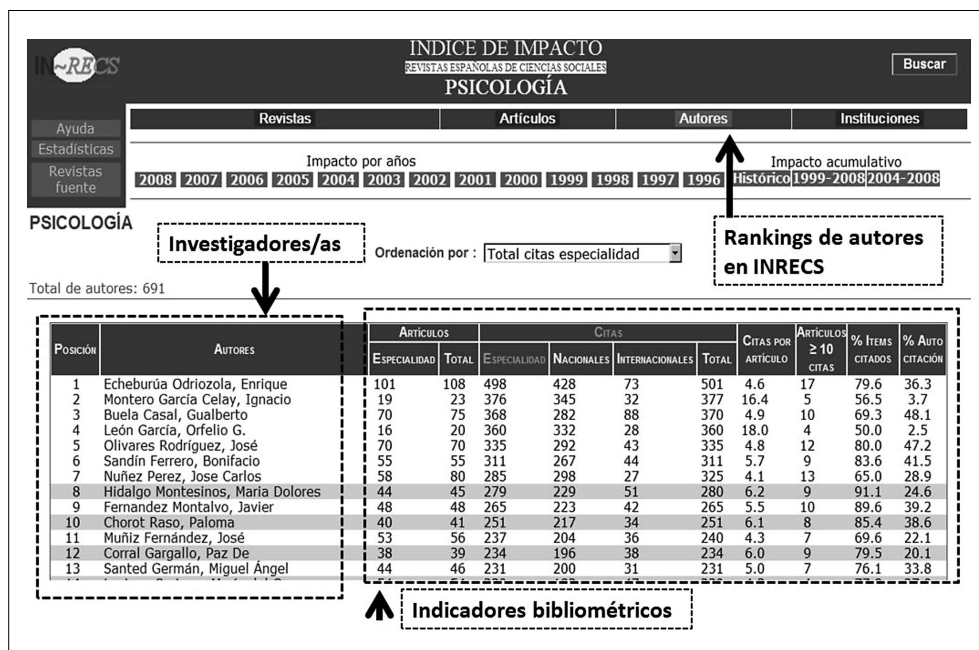 IN~RECS
INDICE DE IMPACTO
REVISTAS ESPAÑOLAS DE CIENCIAS SOCIALES
PSICOLOGÍA
Buscar
Ayuda
Estadísticas
Revistas
fuente
Revistas Artículos Autores Instituciones
Impacto por años Impacto acumulativo
2008 2007 2006 2005 2004 2003 2002 2001 2000 1999 1998 1997 1996 Histórico 1999-2008 2004-2008
PSICOLOGÍA
Investigadores/as
Ordenación por : Total citas especialidad
Rankings de autores
en INRECS
Total de autores: 691
POSICIÓN AUTORES ARTÍCULOS CITAS CITAS POR ARTÍCULO ARTÍCULOS ≥ 10 CITAS % ITEMS CITADOS % AUTO CITACIÓN
ESPECIALIDAD TOTAL ESPECIALIDAD NACIONALES INTERNACIONALES TOTAL
1 Echeburúa Odriozola, Enrique 101 108 498 428 73 501 4.6 17 79.6 36.3
2 Montero García Celay, Ignacio 19 23 376 345 32 377 16.4 5 56.5 3.7
3 Buela Casal, Gualberto 70 75 368 282 88 370 4.9 10 69.3 48.1
4 León García, Orfelio G. 16 20 360 332 28 360 18.0 4 50.0 2.5
5 Olivares Rodríguez, José 70 70 335 292 43 335 4.8 12 80.0 47.2
6 Sandín Ferrero, Bonifacio 55 55 311 267 44 311 5.7 9 83.6 41.5
7 Nuñez Perez, Jose Carlos 58 80 285 298 27 325 4.1 13 65.0 28.9
8 Hidalgo Montesinos, Maria Dolores 44 45 279 229 51 280 6.2 9 91.1 24.6
9 Fernandez Montalvo, Javier 48 48 265 223 42 265 5.5 10 89.6 39.2
10 Chorot Raso, Paloma 40 41 251 217 34 251 6.1 8 85.4 38.6
11 Muñiz Fernández, José 53 56 237 204 36 240 4.3 7 69.6 22.1
12 Corral Gargallo, Paz De 38 39 234 196 38 234 6.0 9 79.5 20.1
13 Santed Germán, Miguel Ángel 44 46 231 200 31 231 5.0 7 76.1 33.8
Indicadores bibliométricos